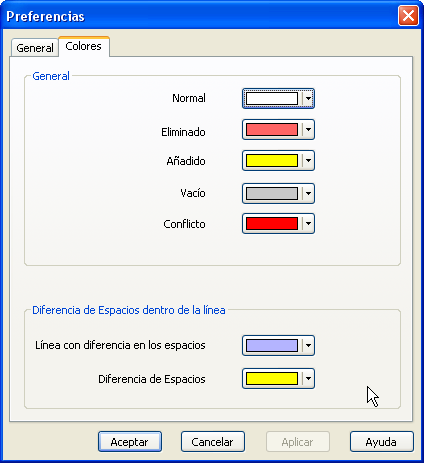 Preferencias
General
Colores
General
Normal
Eliminado
Añadido
Vacío
Conflicto
Diferencia de Espacios dentro de la línea
Línea con diferencia en los espacios
Diferencia de Espacios
Aceptar
Cancelar
Aplicar
Ayuda